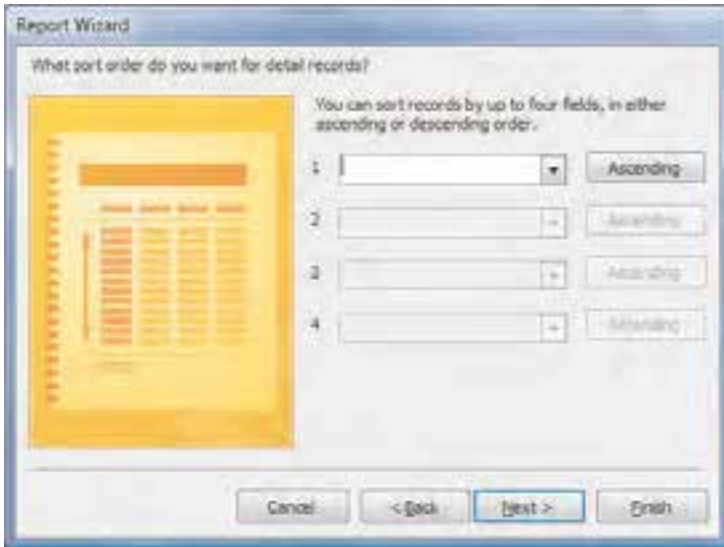 Report Wizard
What sort order do you want for detail records?
You can sort records by up to four fields, in either
ascending or descending order.
1 Ascending
2 Ascending
3 Ascending
4 Ascending
Cancel < Back Next > Finish